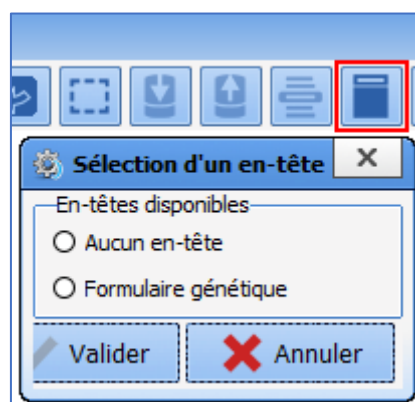 Sélection d'un en-tête
En-têtes disponibles
Aucun en-tête
Formulaire génétique
Valider
Annuler